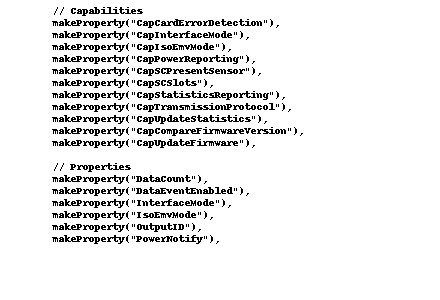 // Capabilities
makeProperty("CapCardErrorDetection"),
makeProperty("CapInterfaceMode"),
makeProperty("CapIsoEmvMode"),
makeProperty("CapPowerReporting"),
makeProperty("CapSCPresentSensor"),
makeProperty("CapSCSlots"),
makeProperty("CapStatisticsReporting"),
makeProperty("CapTransmissionProtocol"),
makeProperty("CapUpdateStatistics"),
makeProperty("CapCompareFirmwareVersion"),
makeProperty("CapUpdateFirmware"),
// Properties
makeProperty("DataCount"),
makeProperty("DataEventEnabled"),
makeProperty("InterfaceMode"),
makeProperty("IsoEmvMode"),
makeProperty("OutputID"),
makeProperty("PowerNotify"),